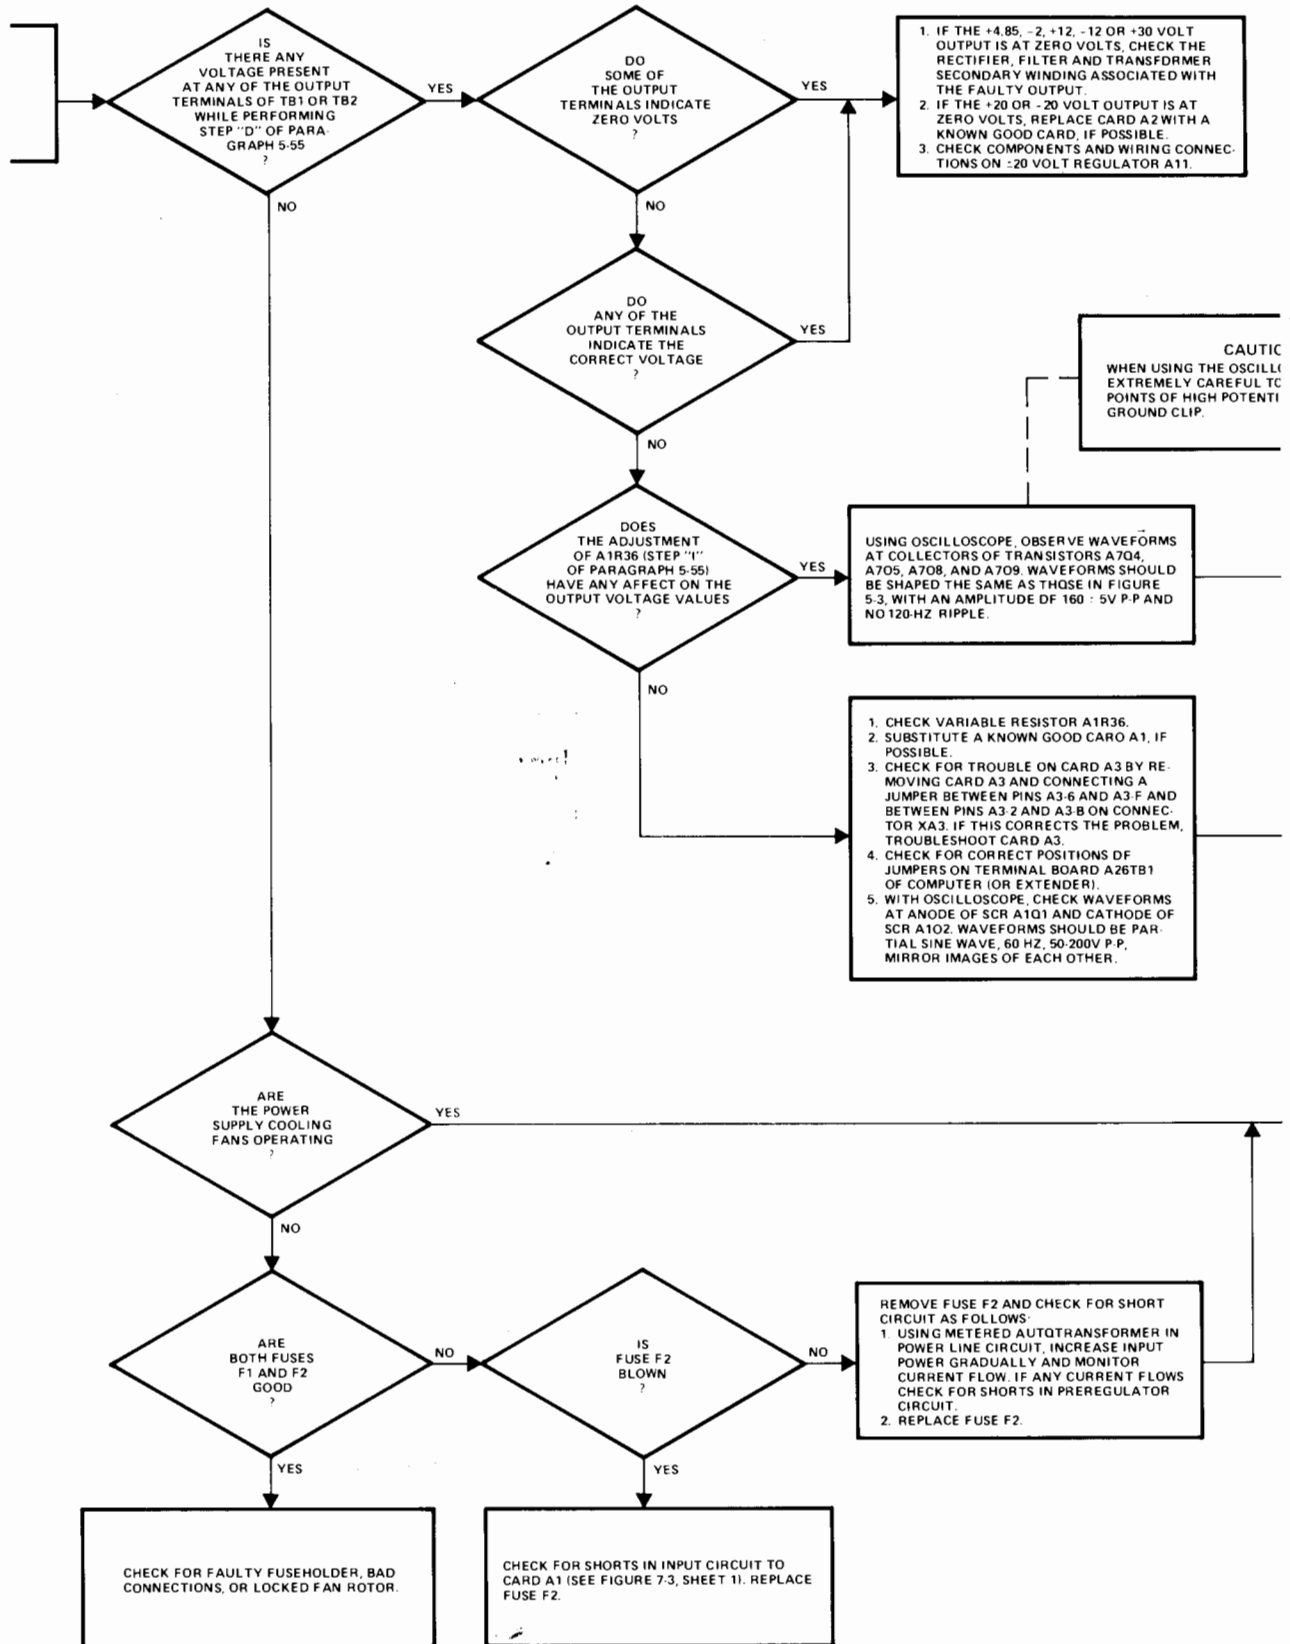 IS
THERE ANY
VOLTAGE PRESENT
AT ANY OF THE OUTPUT
TERMINALS OF TB1 OR TB2
WHILE PERFORMING
STEP "D" OF PARA-
GRAPH 5-55
?
YES
NO
DO
SOME OF
THE OUTPUT
TERMINALS INDICATE
ZERO VOLTS
?
YES
NO
1. IF THE +4.85, -2, +12, -12 OR +30 VOLT
OUTPUT IS AT ZERO VOLTS, CHECK THE
RECTIFIER, FILTER AND TRANSFORMER
SECONDARY WINDING ASSOCIATED WITH
THE FAULTY OUTPUT.
2. IF THE +20 OR -20 VOLT OUTPUT IS AT
ZERO VOLTS, REPLACE CARD A2 WITH A
KNOWN GOOD CARD, IF POSSIBLE.
3. CHECK COMPONENTS AND WIRING CONNEC-
TIONS ON ±20 VOLT REGULATOR A11.
DO
ANY OF THE
OUTPUT TERMINALS
INDICATE THE
CORRECT VOLTAGE
?
YES
NO
CAUTIO
WHEN USING THE OSCILLO
EXTREMELY CAREFUL TO
POINTS OF HIGH POTENTI
GROUND CLIP.
DOES
THE ADJUSTMENT
OF A1R36 (STEP "I"
OF PARAGRAPH 5-55)
HAVE ANY AFFECT ON THE
OUTPUT VOLTAGE VALUES
?
YES
NO
USING OSCILLOSCOPE, OBSERVE WAVEFORMS
AT COLLECTORS OF TRANSISTORS A7Q4,
A7O5, A7O8, AND A7O9. WAVEFORMS SHOULD
BE SHAPED THE SAME AS THOSE IN FIGURE
5-3, WITH AN AMPLITUDE DF 160 : 5V P-P AND
NO 120-HZ RIPPLE.
1. CHECK VARIABLE RESISTOR A1R36.
2. SUBSTITUTE A KNOWN GOOD CARO A1, IF
POSSIBLE.
3. CHECK FOR TROUBLE ON CARD A3 BY RE-
MOVING CARD A3 AND CONNECTING A
JUMPER BETWEEN PINS A3-6 AND A3-F AND
BETWEEN PINS A3-2 AND A3-B ON CONNEC-
TOR XA3. IF THIS CORRECTS THE PROBLEM,
TROUBLESHOOT CARD A3.
4. CHECK FOR CORRECT POSITIONS DF
JUMPERS ON TERMINAL BOARD A26TB1
OF COMPUTER (OR EXTENDER).
5. WITH OSCILLOSCOPE, CHECK WAVEFORMS
AT ANODE OF SCR A1Q1 AND CATHODE OF
SCR A1O2. WAVEFORMS SHOULD BE PAR-
TIAL SINE WAVE, 60 HZ, 50-200V P-P,
MIRROR IMAGES OF EACH OTHER.
ARE
THE POWER
SUPPLY COOLING
FANS OPERATING
?
YES
NO
ARE
BOTH FUSES
F1 AND F2
GOOD
?
NO
YES
IS
FUSE F2
BLOWN
?
NO
YES
REMOVE FUSE F2 AND CHECK FOR SHORT
CIRCUIT AS FOLLOWS:
1. USING METERED AUTOTRANSFORMER IN
POWER LINE CIRCUIT, INCREASE INPUT
POWER GRADUALLY AND MONITOR
CURRENT FLOW. IF ANY CURRENT FLOWS
CHECK FOR SHORTS IN PREREGULATOR
CIRCUIT.
2. REPLACE FUSE F2.
CHECK FOR FAULTY FUSEHOLDER, BAD
CONNECTIONS, OR LOCKED FAN ROTOR.
CHECK FOR SHORTS IN INPUT CIRCUIT TO
CARD A1 (SEE FIGURE 7-3, SHEET 1). REPLACE
FUSE F2.